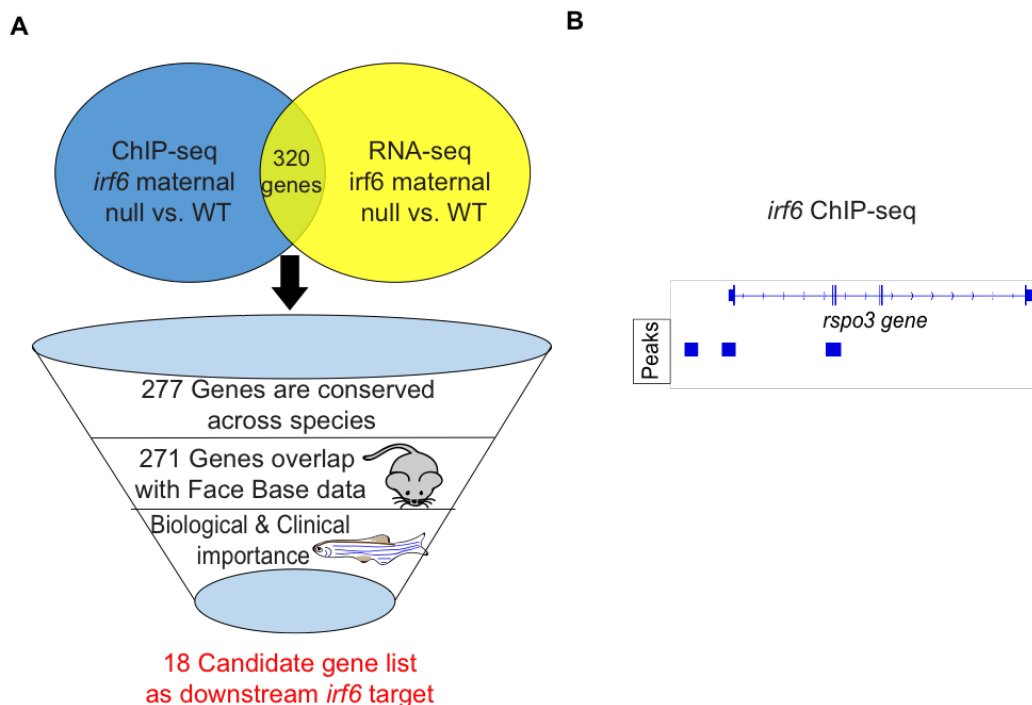 A
ChIP-seq
irf6 maternal
null vs. WT
320
genes
RNA-seq
irf6 maternal
null vs. WT
277 Genes are conserved
across species
271 Genes overlap
with Face Base data
Biological & Clinical
importance
18 Candidate gene list
as downstream irf6 target
B
irf6 ChIP-seq
rspo3 gene
Peaks